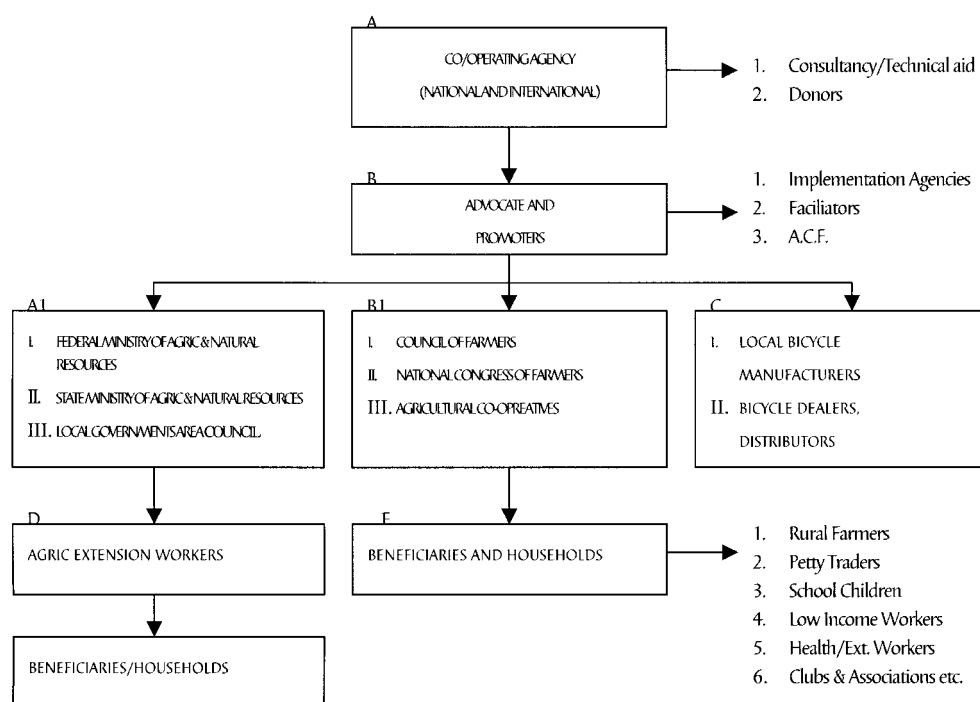 A
CO/OPERATING AGENCY
(NATIONAL AND INTERNATIONAL)
1. Consultancy/Technical aid
2. Donors
B
ADVOCATE AND
PROMOTERS
1. Implementation Agencies
2. Faciliators
3. A.C.F.
A1
I. FEDERAL MINISTRY OF AGRIC & NATURAL
RESOURCES
II. STATE MINISTRY OF AGRIC & NATURAL RESOURCES
III. LOCAL GOVERNMENTS AREA COUNCIL.
B1
I. COUNCIL OF FARMERS
II. NATIONAL CONGRESS OF FARMERS
III. AGRICULTURAL CO-OPREATIVES
C
I. LOCAL BICYCLE
MANUFACTURERS
II. BICYCLE DEALERS,
DISTRIBUTORS
D
AGRIC EXTENSION WORKERS
E
BENEFICIARIES AND HOUSEHOLDS
1. Rural Farmers
2. Petty Traders
3. School Children
4. Low Income Workers
5. Health/Ext. Workers
6. Clubs & Associations etc.
BENEFICIARIES/HOUSEHOLDS